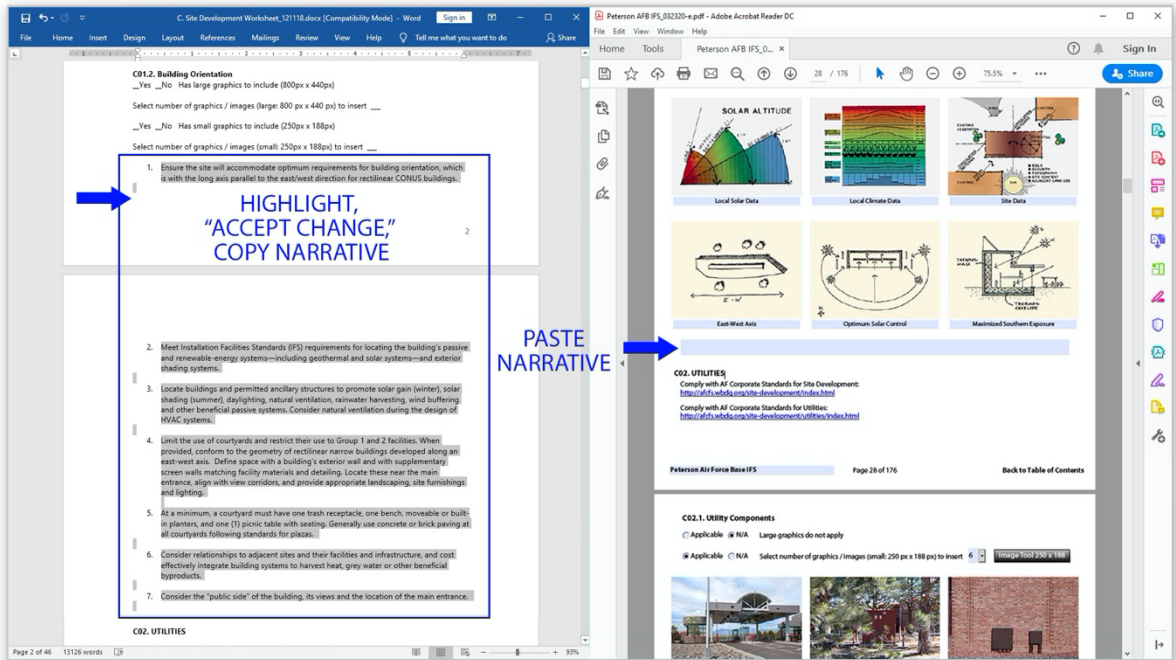 C. Site Development Worksheet_121118.docx [Compatibility Mode] - Word
Sign in
File Home Insert Design Layout References Mailings Review View Help Tell me what you want to do Share
C01.2. Building Orientation
__Yes __No Has large graphics to include (800px x 440px)
Select number of graphics / images (large: 800 px x 440 px) to insert ___
__Yes __No Has small graphics to include (250px x 188px)
Select number of graphics / images (small: 250px x 188px) to insert ___
1. Ensure the site will accommodate optimum requirements for building orientation, which
is with the long axis parallel to the east/west direction for rectilinear CONUS buildings.
HIGHLIGHT,
“ACCEPT CHANGE,”
COPY NARRATIVE
2
2. Meet Installation Facilities Standards (IFS) requirements for locating the building's passive
and renewable-energy systems—including geothermal and solar systems—and exterior
shading systems.
3. Locate buildings and permitted ancillary structures to promote solar gain (winter), solar
shading (summer), daylighting, natural ventilation, rainwater harvesting, wind buffering
and other beneficial passive systems. Consider natural ventilation during the design of
HVAC systems.
4. Limit the use of courtyards and restrict their use to Group 1 and 2 facilities. When
provided, conform to the geometry of rectilinear narrow buildings developed along an
east-west axis. Define space with a building's exterior wall and with supplementary
screen walls matching facility materials and detailing. Locate these near the main
entrance, align with view corridors, and provide appropriate landscaping, site furnishings
and lighting.
5. At a minimum, a courtyard must have one trash receptacle, one bench, moveable or built-
in planters, and one (1) picnic table with seating. Generally use concrete or brick paving at
all courtyards following standards for plazas.
6. Consider relationships to adjacent sites and their facilities and infrastructure, and cost
effectively integrate building systems to harvest heat, grey water or other beneficial
byproducts.
7. Consider the "public side" of the building, its views and the location of the main entrance.
C02. UTILITIES
Page 2 of 46 13126 words
93%
PASTE
NARRATIVE
Peterson AFB IFS_032320-e.pdf - Adobe Acrobat Reader DC
File Edit View Window Help
Home Tools Peterson AFB IFS_0... × Sign In
28 / 176 75.5% Share
SOLAR ALTITUDE
Local Solar Data Local Climate Data Site Data
E-W
THERMAL
MASS
THERMAL
ENVELOPE
East-West Axis Optimum Solar Control Maximized Southern Exposure
C02. UTILITIES
Comply with AF Corporate Standards for Site Development:
http://afcfs.wbdg.org/site-development/index.html
Comply with AF Corporate Standards for Utilities:
http://afcfs.wbdg.org/site-development/utilities/index.html
Peterson Air Force Base IFS Page 28 of 176 Back to Table of Contents
C02.1. Utility Components
Applicable N/A Large graphics do not apply
Applicable N/A Select number of graphics / images (small: 250 px x 188 px) to insert 6 Image Tool 250 x 188